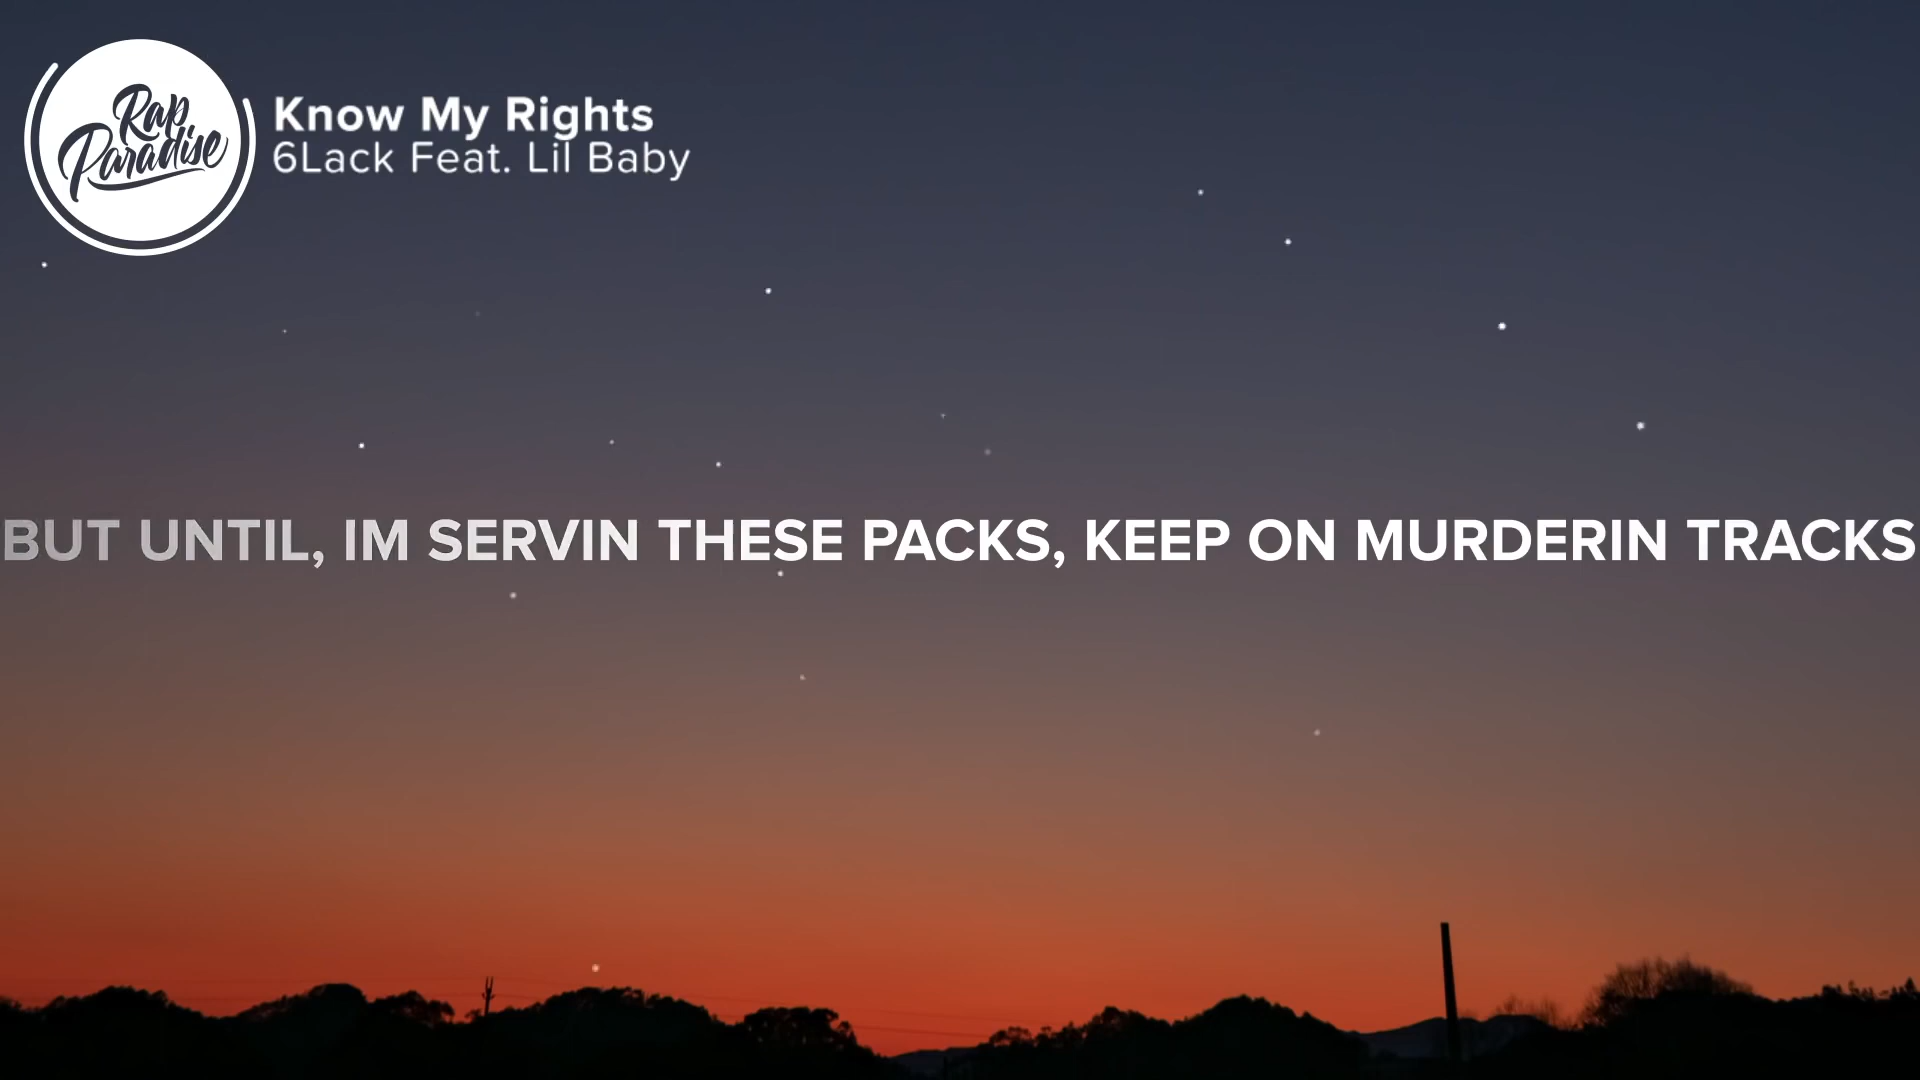 Rap
Paradise
Know My Rights
6Lack Feat. Lil Baby
BUT UNTIL, IM SERVIN THESE PACKS, KEEP ON MURDERIN TRACKS